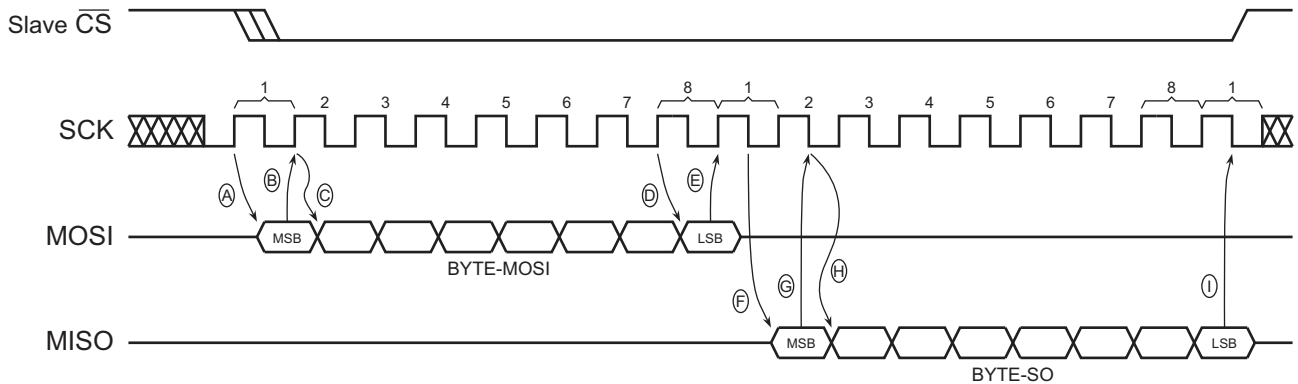 Slave CS
1 2 3 4 5 6 7 8 1 2 3 4 5 6 7 8 1
SCK
A B C D E
MOSI MSB LSB
BYTE-MOSI
F G H I
MISO MSB LSB
BYTE-SO